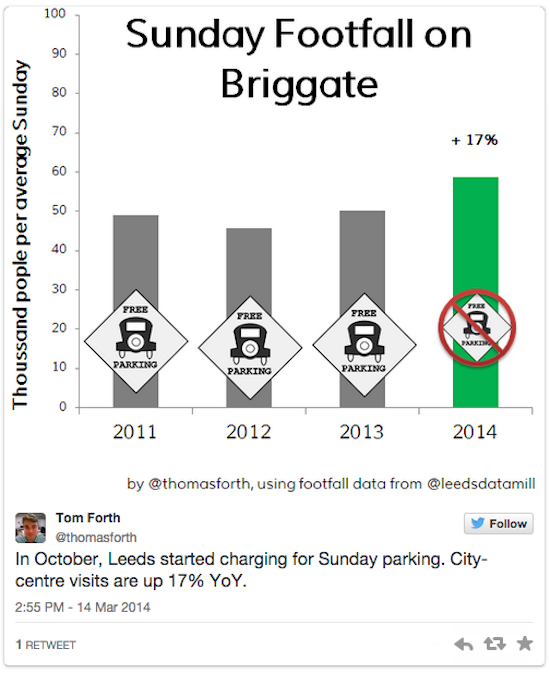 Sunday Footfall on
Briggate
Thoussand pople per average Sunday
100
90
80
70
60
50
40
30
20
10
0
+ 17%
FREE
PARKING
FREE
PARKING
FREE
PARKING
FREE
PARKING
2011
2012
2013
2014
by @thomasforth, using footfall data from @leedsdatamill
Tom Forth
@thomasforth
Follow
In October, Leeds started charging for Sunday parking. City-
centre visits are up 17% YoY.
2:55 PM - 14 Mar 2014
1 RETWEET